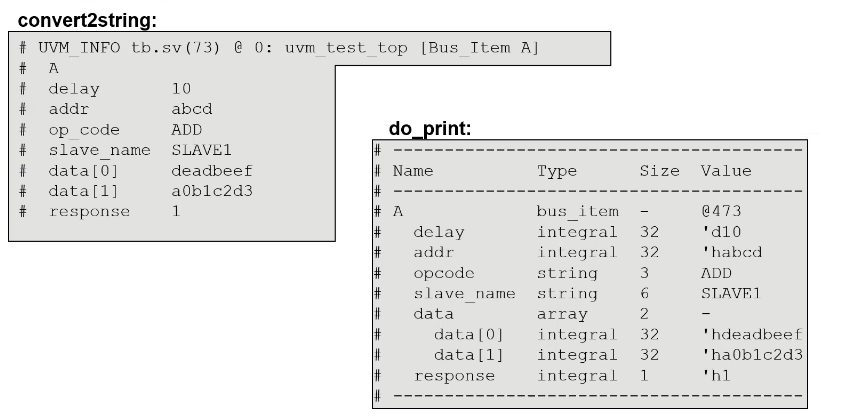 convert2string:
# UVM_INFO tb.sv(73) @ 0: uvm_test_top [Bus_Item A]
#  A
#  delay       10
#  addr        abcd
#  op_code     ADD
#  slave_name  SLAVE1
#  data[0]     deadbeef
#  data[1]     a0b1c2d3
#  response    1
do_print:
# ----------------------------------------
# Name          Type      Size  Value
# ----------------------------------------
# A             bus_item  -     @473
#   delay       integral  32    'd10
#   addr        integral  32    'habcd
#   opcode      string    3     ADD
#   slave_name  string    6     SLAVE1
#   data        array     2     -
#     data[0]   integral  32    'hdeadbeef
#     data[1]   integral  32    'ha0b1c2d3
#   response    integral  1     'h1
# ----------------------------------------